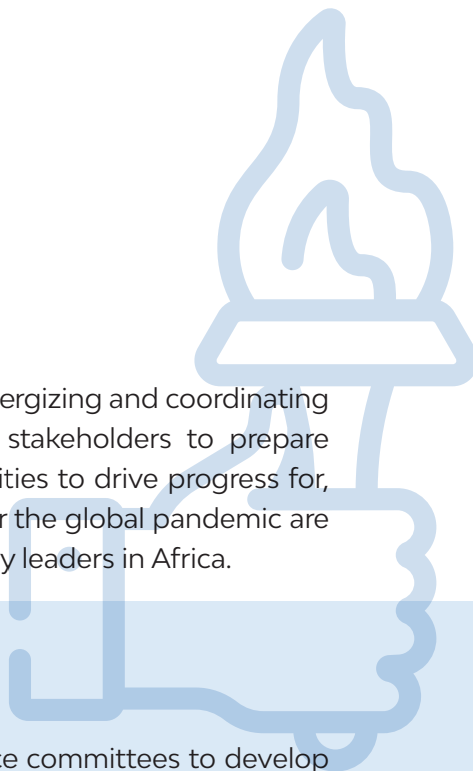 ergizing and coordinating
stakeholders to prepare
ities to drive progress for,
r the global pandemic are
y leaders in Africa.
ce committees to develop